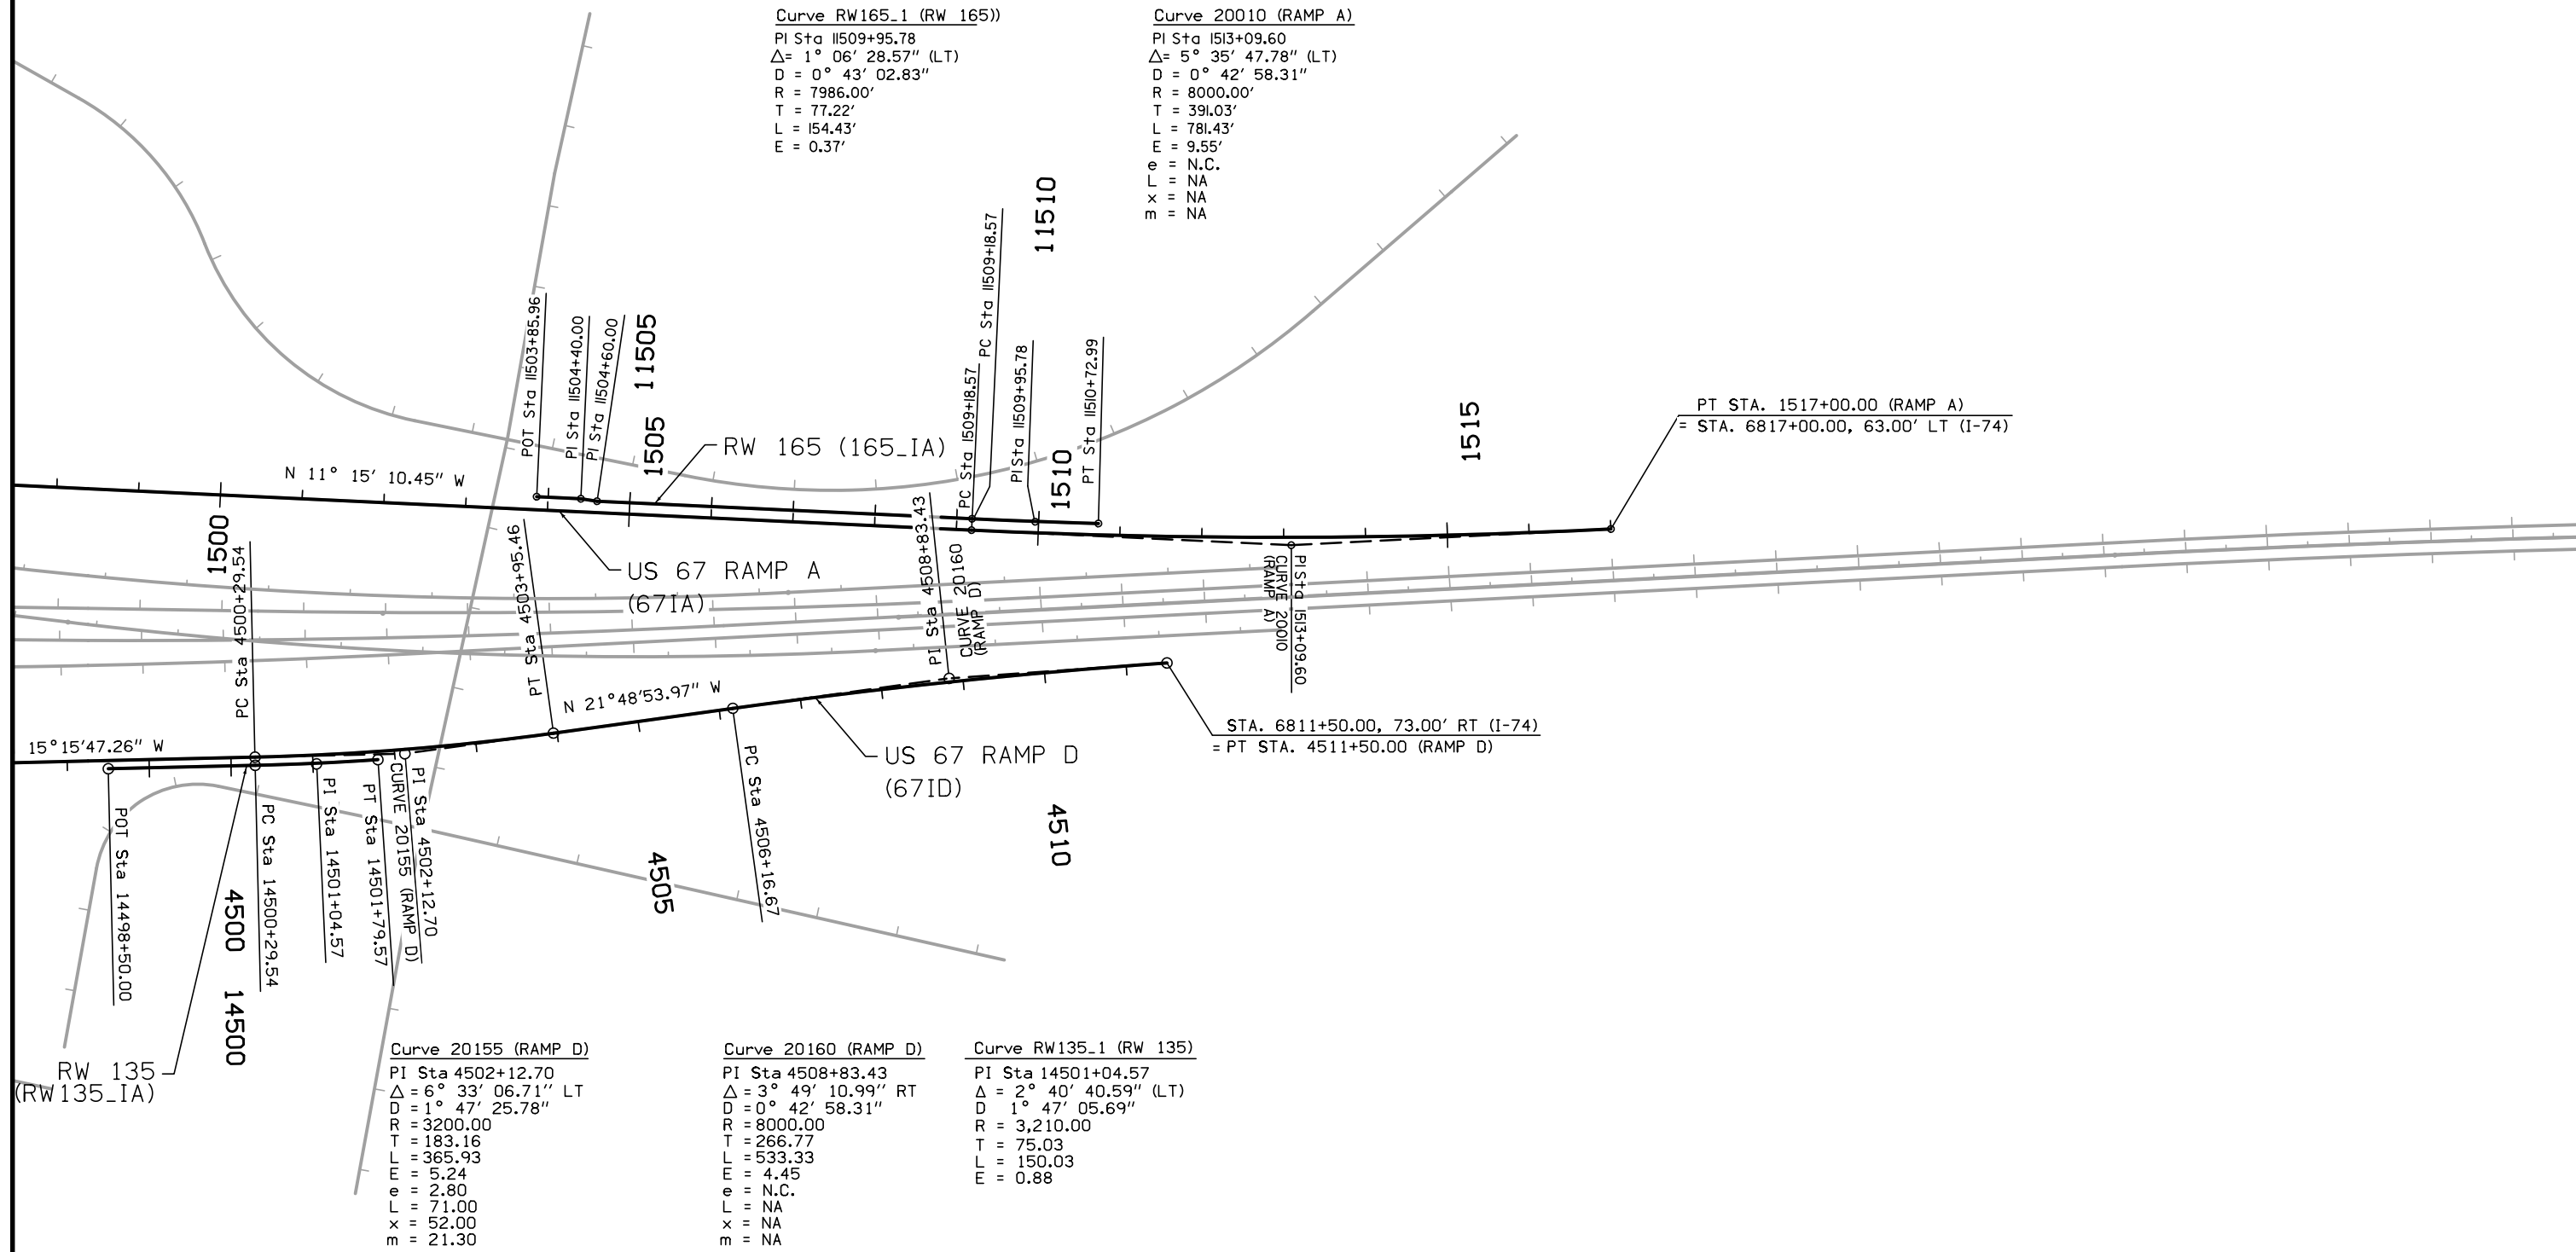 Curve RW165_1 (RW 165))
PI Sta 11509+95.78
Δ= 1° 06' 28.57" (LT)
D = 0° 43' 02.83"
R = 7986.00'
T = 77.22'
L = 154.43'
E = 0.37'
Curve 20010 (RAMP A)
PI Sta 1513+09.60
Δ= 5° 35' 47.78" (LT)
D = 0° 42' 58.31"
R = 8000.00'
T = 391.03'
L = 781.43'
E = 9.55'
e = N.C.
L = NA
x = NA
m = NA
POT Sta 11503+85.96
PI Sta 11504+40.00
PI Sta 11504+60.00
11505
1505
PC Sta 1509+18.57
PC Sta 11509+18.57
PI Sta 11509+95.78
11510
1510
PT Sta 11510+72.99
1515
PT STA. 1517+00.00 (RAMP A)
= STA. 6817+00.00, 63.00' LT (I-74)
RW 165 (165_IA)
N 11° 15' 10.45" W
1500
PC Sta 4500+29.54
PT Sta 4503+95.46
US 67 RAMP A
(67IA)
PI Sta 4508+83.43
CURVE 20160
(RAMP D)
PI Sta 1513+09.60
CURVE 20010
(RAMP A)
N 21°48'53.97" W
15°15'47.26" W
STA. 6811+50.00, 73.00' RT (I-74)
= PT STA. 4511+50.00 (RAMP D)
US 67 RAMP D
(67ID)
PC Sta 4506+16.67
4505
4510
POT Sta 14498+50.00
PC Sta 14500+29.54
PI Sta 14501+04.57
PT Sta 14501+79.57
CURVE 20155 (RAMP D)
PI Sta 4502+12.70
4500
14500
RW 135
(RW135_IA)
Curve 20155 (RAMP D)
PI Sta 4502+12.70
Δ = 6° 33' 06.71" LT
D = 1° 47' 25.78"
R = 3200.00
T = 183.16
L = 365.93
E = 5.24
e = 2.80
L = 71.00
x = 52.00
m = 21.30
Curve 20160 (RAMP D)
PI Sta 4508+83.43
Δ = 3° 49' 10.99" RT
D = 0° 42' 58.31"
R = 8000.00
T = 266.77
L = 533.33
E = 4.45
e = N.C.
L = NA
x = NA
m = NA
Curve RW135_1 (RW 135)
PI Sta 14501+04.57
Δ = 2° 40' 40.59" (LT)
D 1° 47' 05.69"
R = 3,210.00
T = 75.03
L = 150.03
E = 0.88